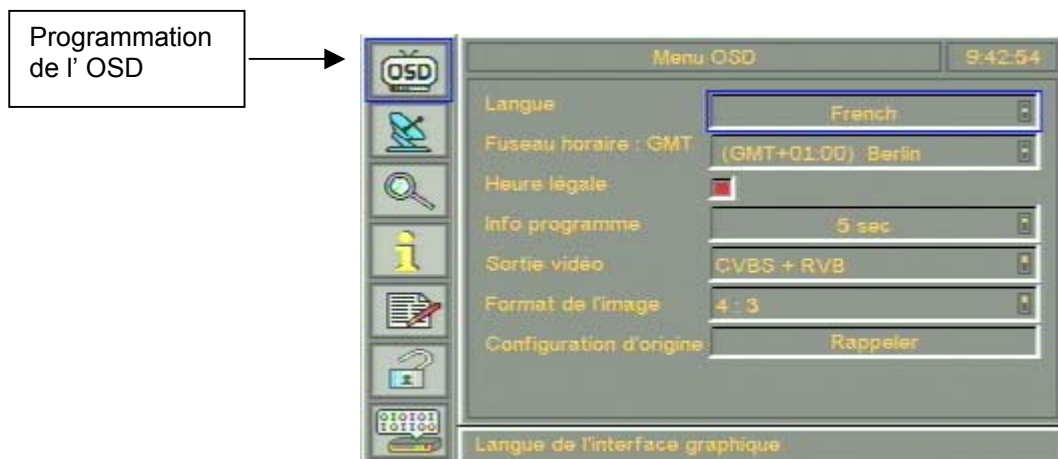 Programmation
de l' OSD
OSD
Menu OSD 9:42:54
Langue French
Fuseau horaire : GMT (GMT+01:00) Berlin
Heure légale
Info programme 5 sec
Sortie vidéo CVBS + RVB
Format de l'image 4 : 3
Configuration d'origine Rappeler
010101
101100
Langue de l'interface graphique